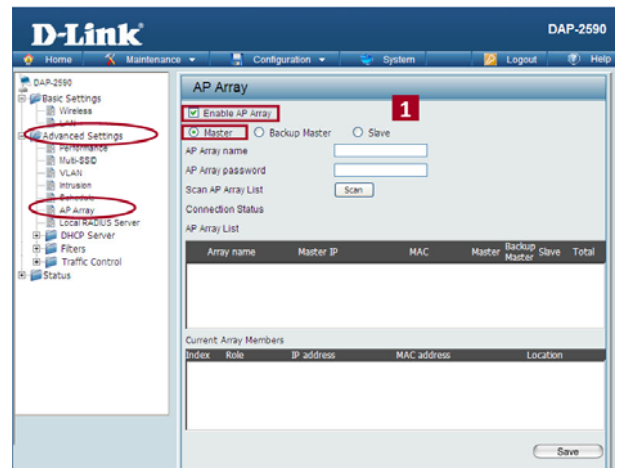 D-Link
DAP-2590
Home
Maintenance
Configuration
System
Logout
Help
DAP-2590
Basic Settings
Wireless
LAN
Advanced Settings
Performance
Multi-SSID
VLAN
Intrusion
Schedule
AP Array
Local RADIUS Server
DHCP Server
Filters
Traffic Control
Status
AP Array
Enable AP Array
1
Master Backup Master Slave
AP Array name
AP Array password
Scan AP Array List Scan
Connection Status
AP Array List
Array name Master IP MAC Master Backup Master Slave Total
Current Array Members
Index Role IP address MAC address Location
Save